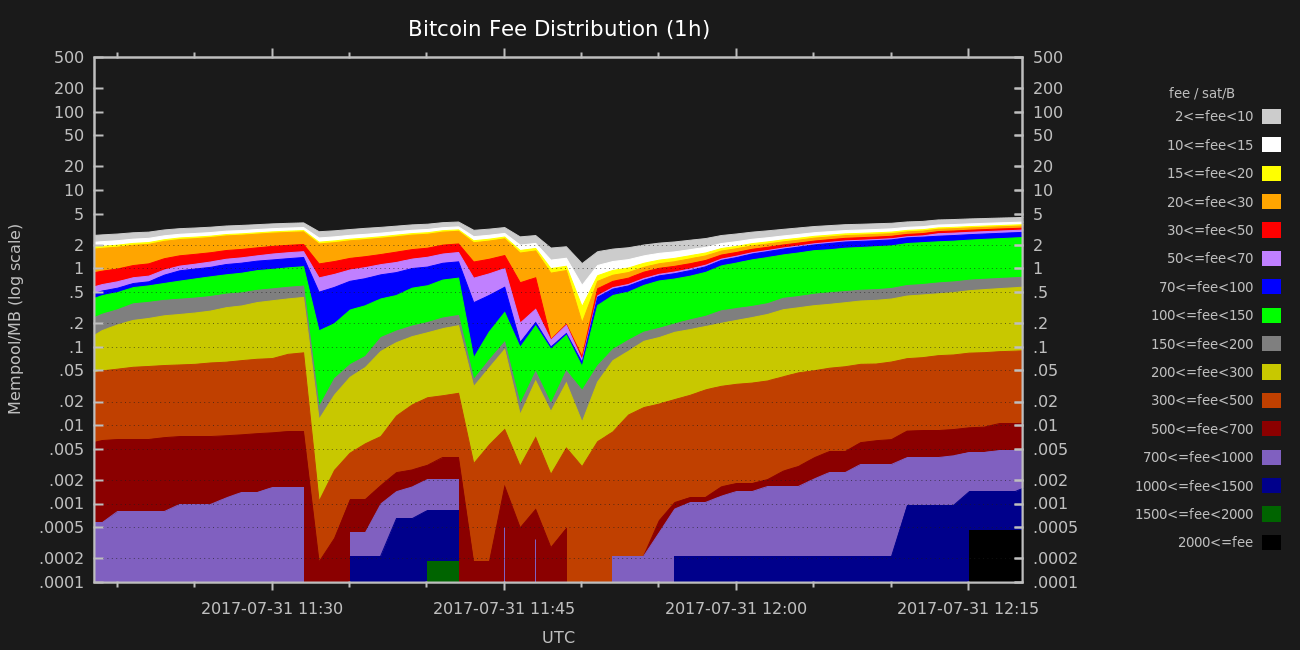 Bitcoin Fee Distribution (1h)
500 500
200 200
100 100
50 50
20 20
10 10
5 5
2 2
1 1
.5 .5
.2 .2
.1 .1
.05 .05
.02 .02
.01 .01
.005 .005
.002 .002
.001 .001
.0005 .0005
.0002 .0002
.0001 .0001
Mempool/MB (log scale)
2017-07-31 11:30 2017-07-31 11:45 2017-07-31 12:00 2017-07-31 12:15
UTC
fee / sat/B
2<=fee<10
10<=fee<15
15<=fee<20
20<=fee<30
30<=fee<50
50<=fee<70
70<=fee<100
100<=fee<150
150<=fee<200
200<=fee<300
300<=fee<500
500<=fee<700
700<=fee<1000
1000<=fee<1500
1500<=fee<2000
2000<=fee